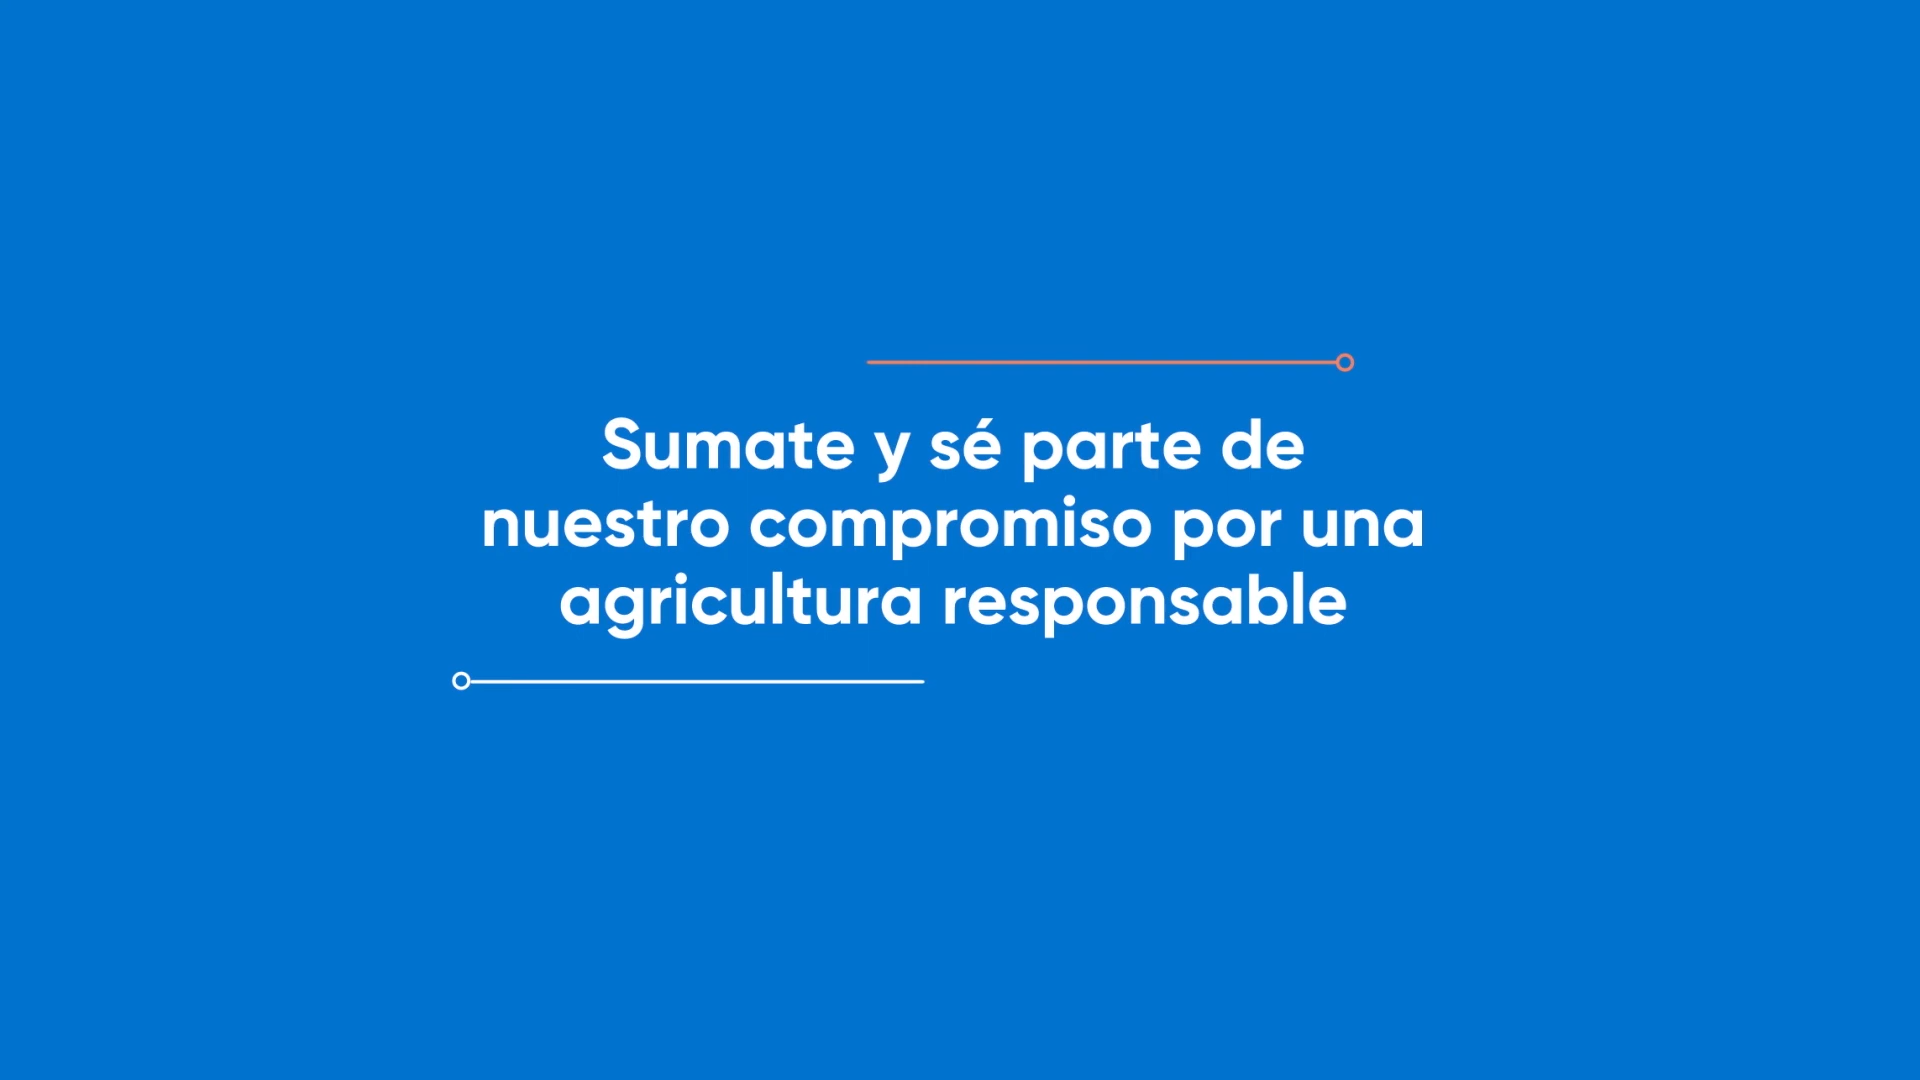 Sumate y sé parte de
nuestro compromiso por una
agricultura responsable